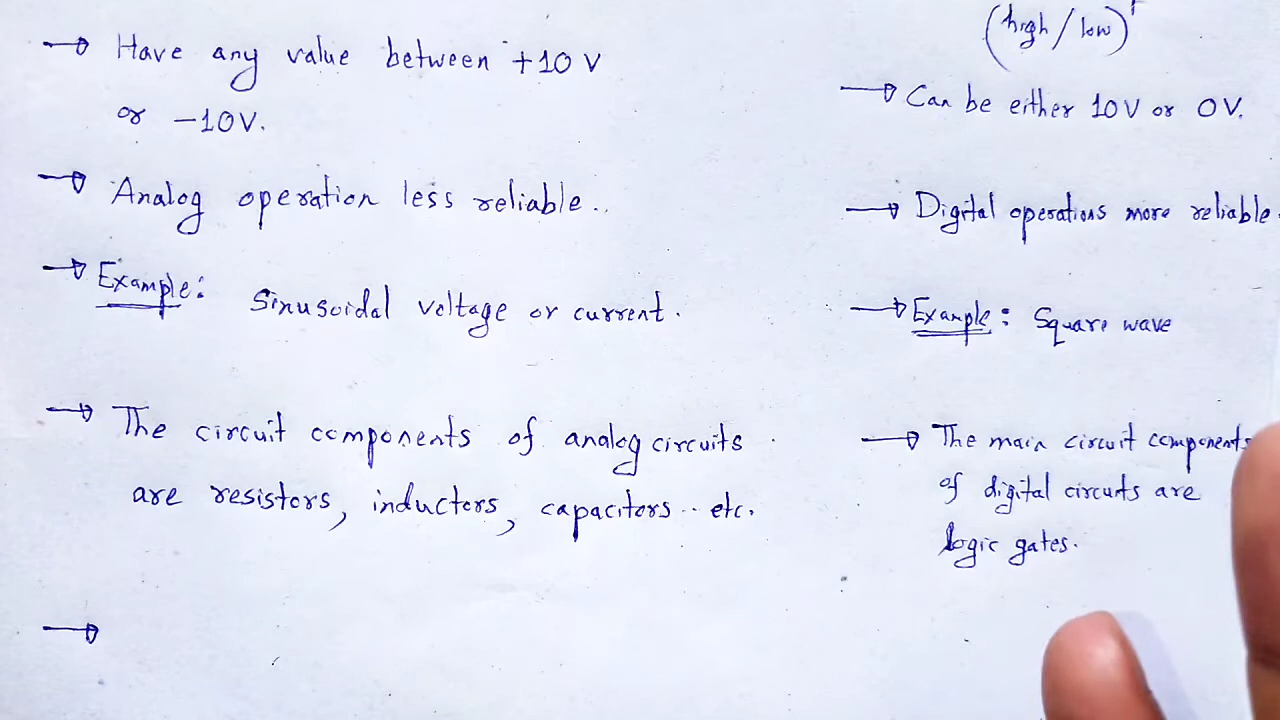 → Have any value between +10 V
or -10V.
→ Analog operation less reliable..
→ Example: Sinusoidal voltage or current.
→ The circuit components of analog circuits
are resistors, inductors, capacitors .. etc.
→
(high/low)
→ Can be either 10V or 0V.
→ Digital operations more reliable.
→ Example: Square wave
→ The main circuit components
of digital circuits are
logic gates.